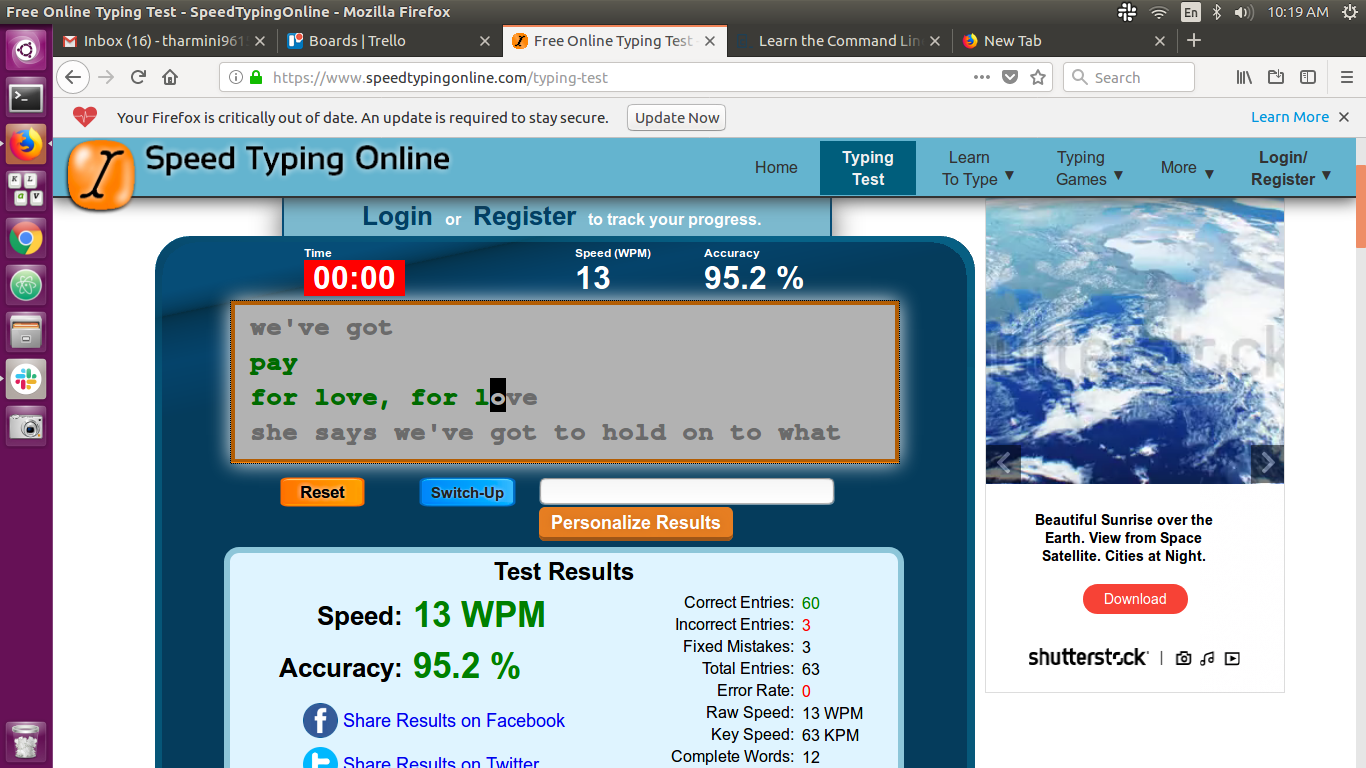 Free Online Typing Test - SpeedTypingOnline - Mozilla Firefox
En
10:19 AM
Inbox (16) - tharmini961
Boards | Trello
Free Online Typing Test
Learn the Command Lin
New Tab
https://www.speedtypingonline.com/typing-test
Search
Your Firefox is critically out of date. An update is required to stay secure.
Update Now
Learn More
Speed Typing Online
Home
Typing
Test
Learn
To Type ▼
Typing
Games ▼
More ▼
Login/
Register ▼
Login or Register to track your progress.
Time
Speed (WPM)
Accuracy
00:00
13
95.2 %
we've got
pay
for love, for love
she says we've got to hold on to what
Reset
Switch-Up
Personalize Results
Test Results
Speed: 13 WPM
Accuracy: 95.2 %
Share Results on Facebook
Share Results on Twitter
Correct Entries: 60
Incorrect Entries: 3
Fixed Mistakes: 3
Total Entries: 63
Error Rate: 0
Raw Speed: 13 WPM
Key Speed: 63 KPM
Complete Words: 12
Beautiful Sunrise over the
Earth. View from Space
Satellite. Cities at Night.
Download
shutterstock